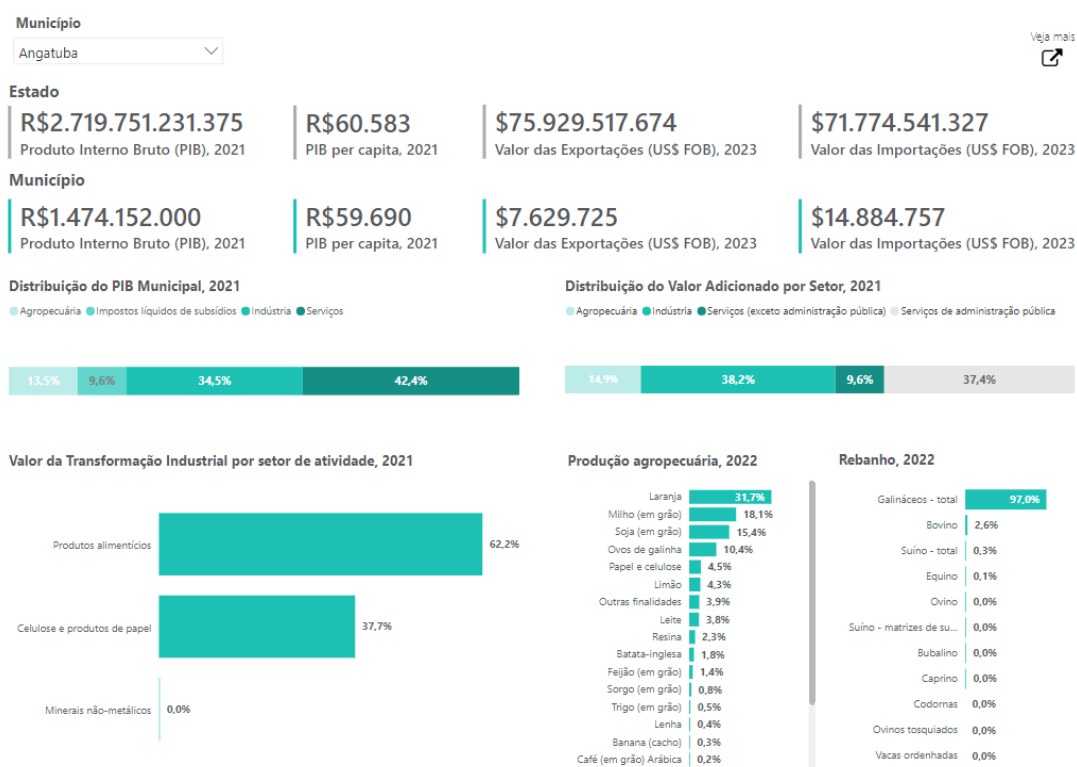 Município
Angatuba
Veja mais
Estado
R$2.719.751.231.375
Produto Interno Bruto (PIB), 2021
R$60.583
PIB per capita, 2021
$75.929.517.674
Valor das Exportações (US$ FOB), 2023
$71.774.541.327
Valor das Importações (US$ FOB), 2023
Município
R$1.474.152.000
Produto Interno Bruto (PIB), 2021
R$59.690
PIB per capita, 2021
$7.629.725
Valor das Exportações (US$ FOB), 2023
$14.884.757
Valor das Importações (US$ FOB), 2023
Distribuição do PIB Municipal, 2021
Agropecuária Impostos líquidos de subsídios Indústria Serviços
13,5% 9,6% 34,5% 42,4%
Distribuição do Valor Adicionado por Setor, 2021
Agropecuária Indústria Serviços (exceto administração pública) Serviços de administração pública
14,9% 38,2% 9,6% 37,4%
Valor da Transformação Industrial por setor de atividade, 2021
Produtos alimentícios 62,2%
Celulose e produtos de papel 37,7%
Minerais não-metálicos 0,0%
Produção agropecuária, 2022
Laranja 31,7%
Milho (em grão) 18,1%
Soja (em grão) 15,4%
Ovos de galinha 10,4%
Papel e celulose 4,5%
Limão 4,3%
Outras finalidades 3,9%
Leite 3,8%
Resina 2,3%
Batata-inglesa 1,8%
Feijão (em grão) 1,4%
Sorgo (em grão) 0,8%
Trigo (em grão) 0,5%
Lenha 0,4%
Banana (cacho) 0,3%
Café (em grão) Arábica 0,2%
Rebanho, 2022
Galináceos - total 97,0%
Bovino 2,6%
Suíno - total 0,3%
Equino 0,1%
Ovino 0,0%
Suíno - matrizes de su... 0,0%
Bubalino 0,0%
Caprino 0,0%
Codornas 0,0%
Ovinos tosquiados 0,0%
Vacas ordenhadas 0,0%